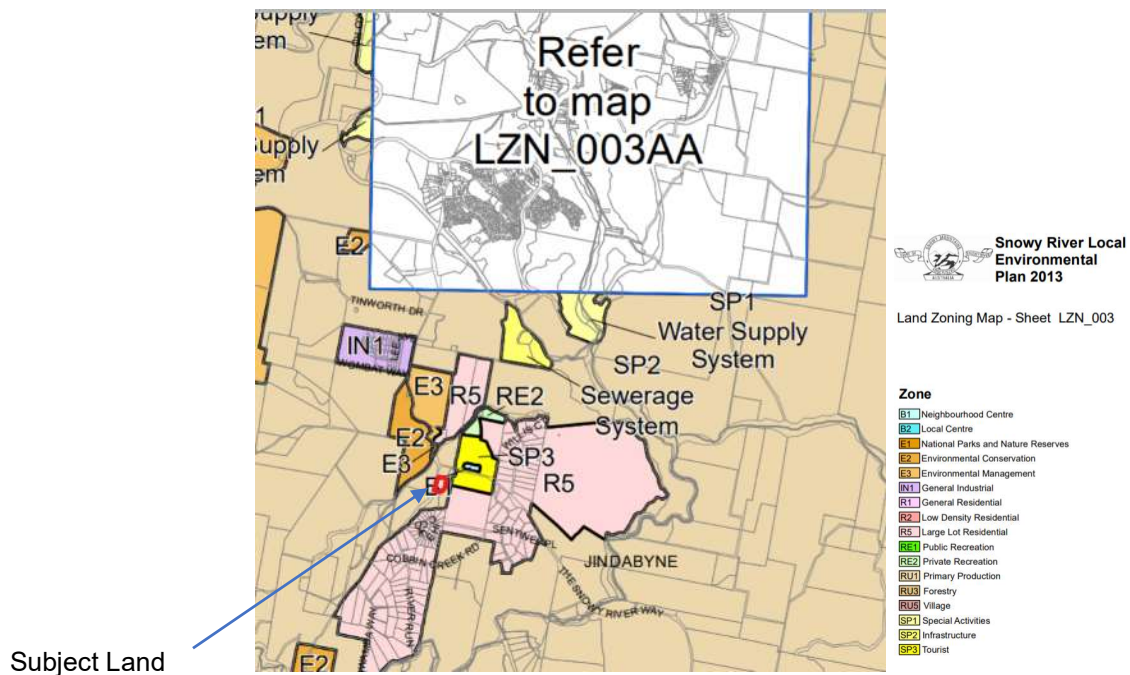 upply
em
Refer
to map
LZN_003AA
1
upply
em
E2
TINWORTH DR
IN1
SP1
Water Supply
System
SP2
Sewerage
System
E3
R5
RE2
E2
E3
SP3
R5
SENTWELPL
COBBIN CREEK RD
JINDABYNE
THE SNOWY RIVER WAY
RIVER RUN
E2
Subject Land
Snowy River Local
Environmental
Plan 2013
Land Zoning Map - Sheet LZN_003
Zone
B1 Neighbourhood Centre
B2 Local Centre
E1 National Parks and Nature Reserves
E2 Environmental Conservation
E3 Environmental Management
IN1 General Industrial
R1 General Residential
R2 Low Density Residential
R5 Large Lot Residential
RE1 Public Recreation
RE2 Private Recreation
RU1 Primary Production
RU3 Forestry
RU5 Village
SP1 Special Activities
SP2 Infrastructure
SP3 Tourist